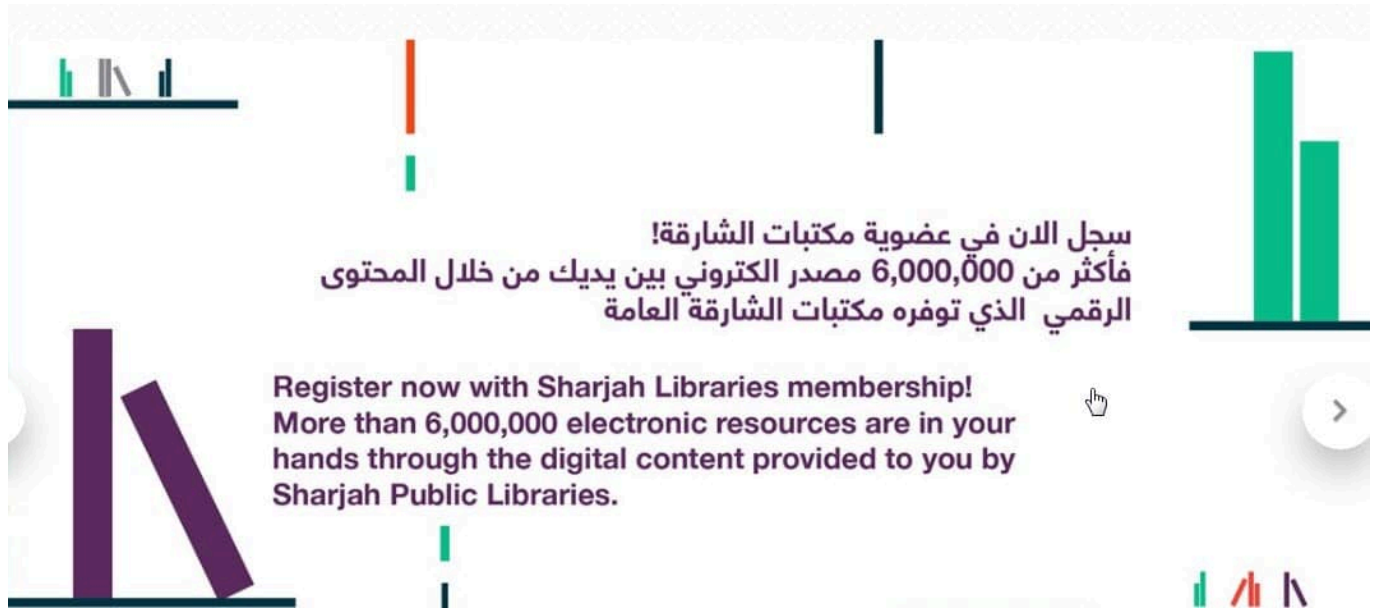 سجل الان في عضوية مكتبات الشارقة!
فأكثر من 6,000,000 مصدر الكتروني بين يديك من خلال المحتوى
الرقمي الذي توفره مكتبات الشارقة العامة
Register now with Sharjah Libraries membership!
More than 6,000,000 electronic resources are in your
hands through the digital content provided to you by
Sharjah Public Libraries.